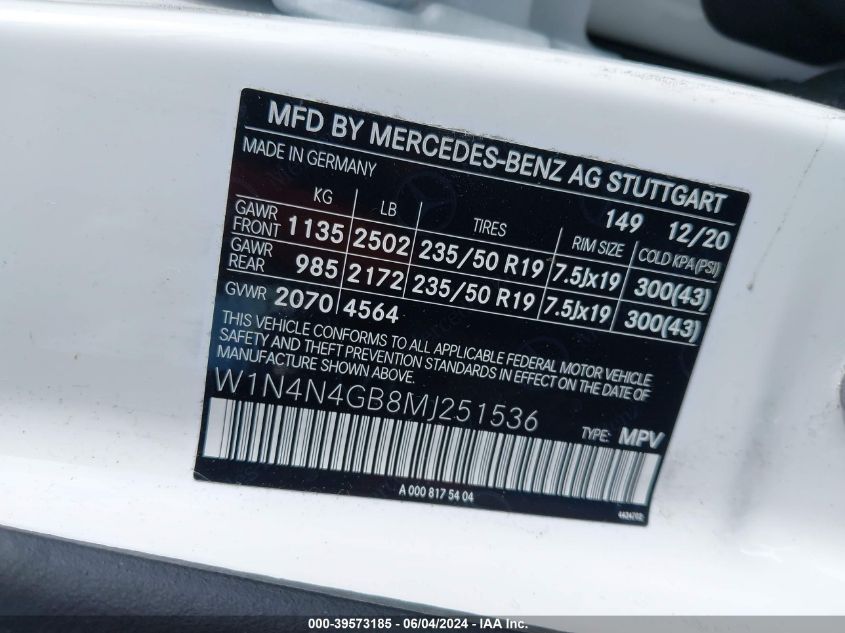 MFD BY MERCEDES-BENZ AG STUTTGART
MADE IN GERMANY 149 12/20
KG LB TIRES RIM SIZE COLD KPA (PSI)
GAWR FRONT 1135 2502 235/50 R19 7.5Jx19 300(43)
GAWR REAR 985 2172 235/50 R19 7.5Jx19 300(43)
GVWR 2070 4564
THIS VEHICLE CONFORMS TO ALL APPLICABLE FEDERAL MOTOR VEHICLE
SAFETY AND THEFT PREVENTION STANDARDS IN EFFECT ON THE DATE OF
MANUFACTURE SHOWN ABOVE.
W1N4N4GB8MJ251536
TYPE: MPV
A 000 817 54 04
000-39573185 - 06/04/2024 - IAA Inc.